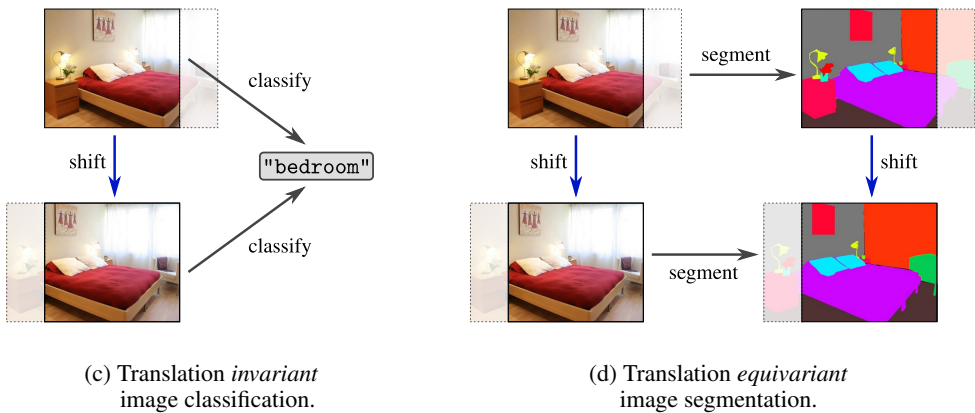 classify
segment
shift
"bedroom"
shift
shift
classify
segment
(c) Translation invariant
image classification.
(d) Translation equivariant
image segmentation.